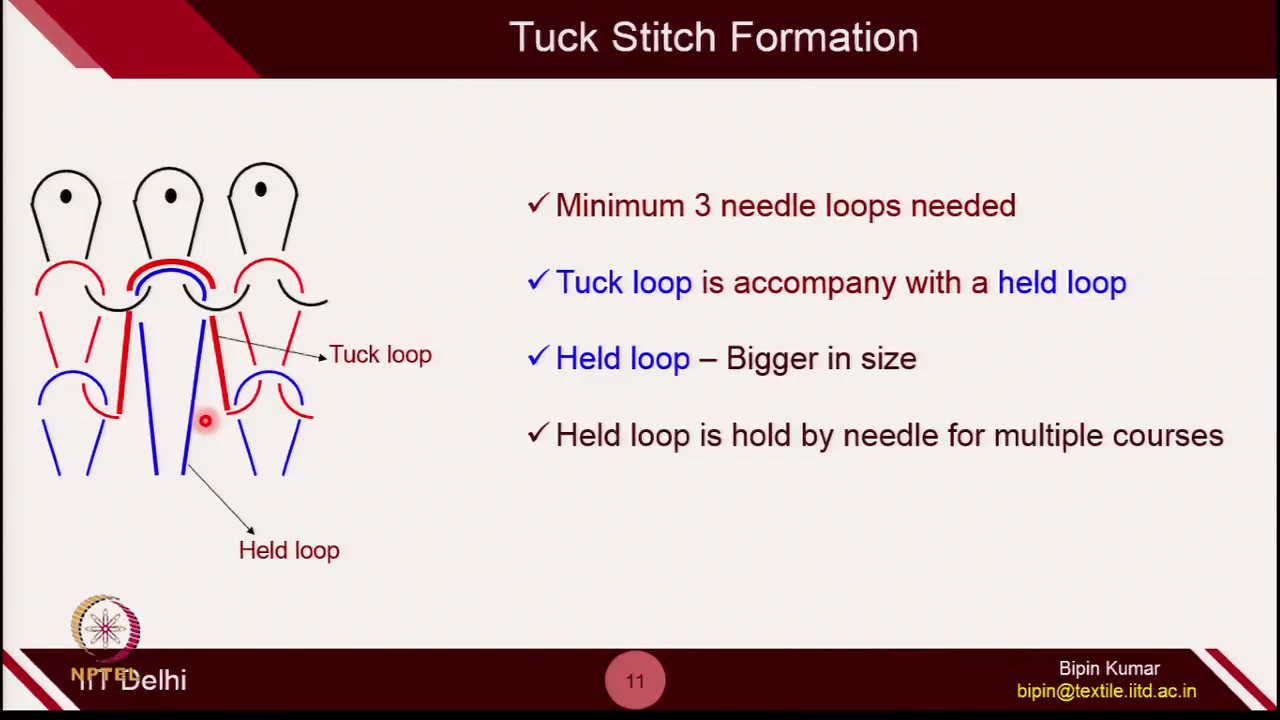 Tuck Stitch Formation
✓ Minimum 3 needle loops needed
✓ Tuck loop is accompany with a held loop
✓ Held loop – Bigger in size
✓ Held loop is hold by needle for multiple courses
Tuck loop
Held loop
NPTEL
IIT Delhi
11
Bipin Kumar
bipin@textile.iitd.ac.in